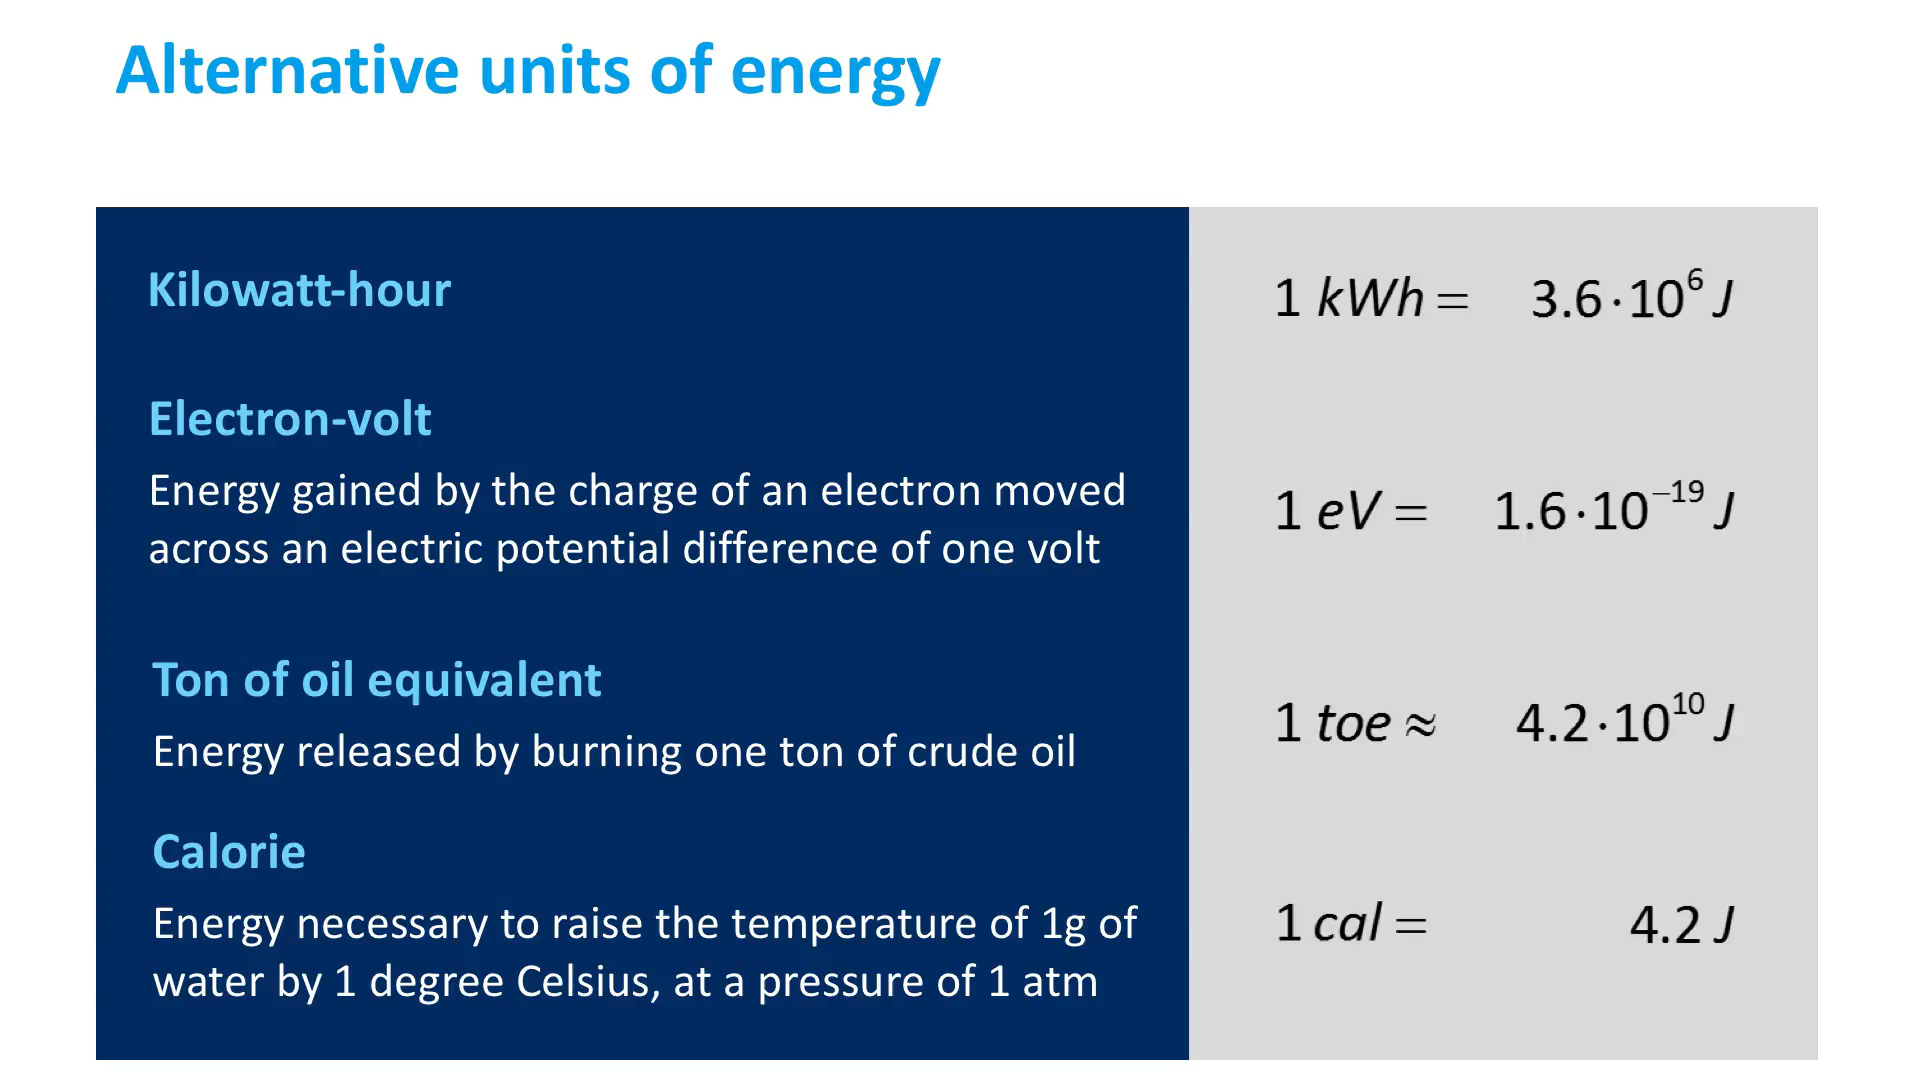 Alternative units of energy
Kilowatt-hour
1 kWh = 3.6·10⁶ J
Electron-volt
Energy gained by the charge of an electron moved
across an electric potential difference of one volt
1 eV = 1.6·10⁻¹⁹ J
Ton of oil equivalent
Energy released by burning one ton of crude oil
1 toe ≈ 4.2·10¹⁰ J
Calorie
Energy necessary to raise the temperature of 1g of
water by 1 degree Celsius, at a pressure of 1 atm
1 cal = 4.2 J